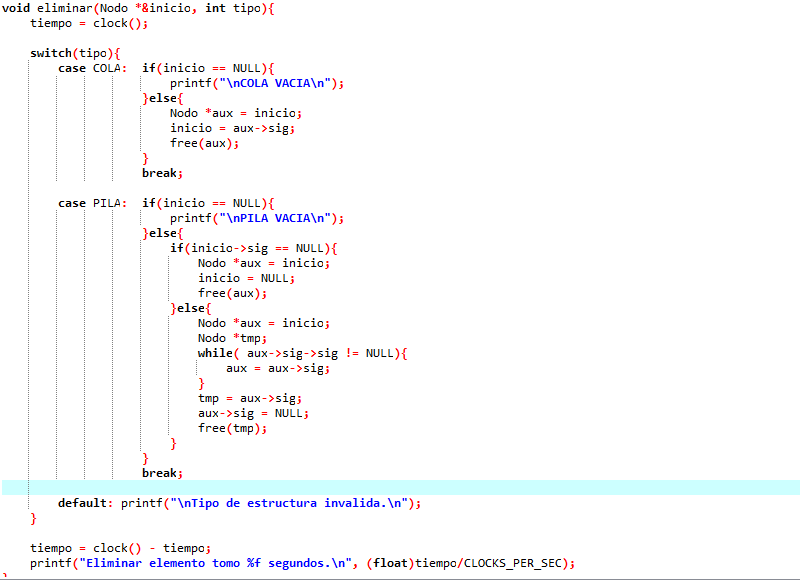 void eliminar(Nodo *&inicio, int tipo){
    tiempo = clock();

    switch(tipo){
        case COLA:  if(inicio == NULL){
                        printf("\nCOLA VACIA\n");
                    }else{
                        Nodo *aux = inicio;
                        inicio = aux->sig;
                        free(aux);
                    }
                    break;

        case PILA:  if(inicio == NULL){
                        printf("\nPILA VACIA\n");
                    }else{
                        if(inicio->sig == NULL){
                            Nodo *aux = inicio;
                            inicio = NULL;
                            free(aux);
                        }else{
                            Nodo *aux = inicio;
                            Nodo *tmp;
                            while( aux->sig->sig != NULL){
                                aux = aux->sig;
                            }
                            tmp = aux->sig;
                            aux->sig = NULL;
                            free(tmp);
                        }
                    }
                    break;

        default: printf("\nTipo de estructura invalida.\n");
    }

    tiempo = clock() - tiempo;
    printf("Eliminar elemento tomo %f segundos.\n", (float)tiempo/CLOCKS_PER_SEC);
}